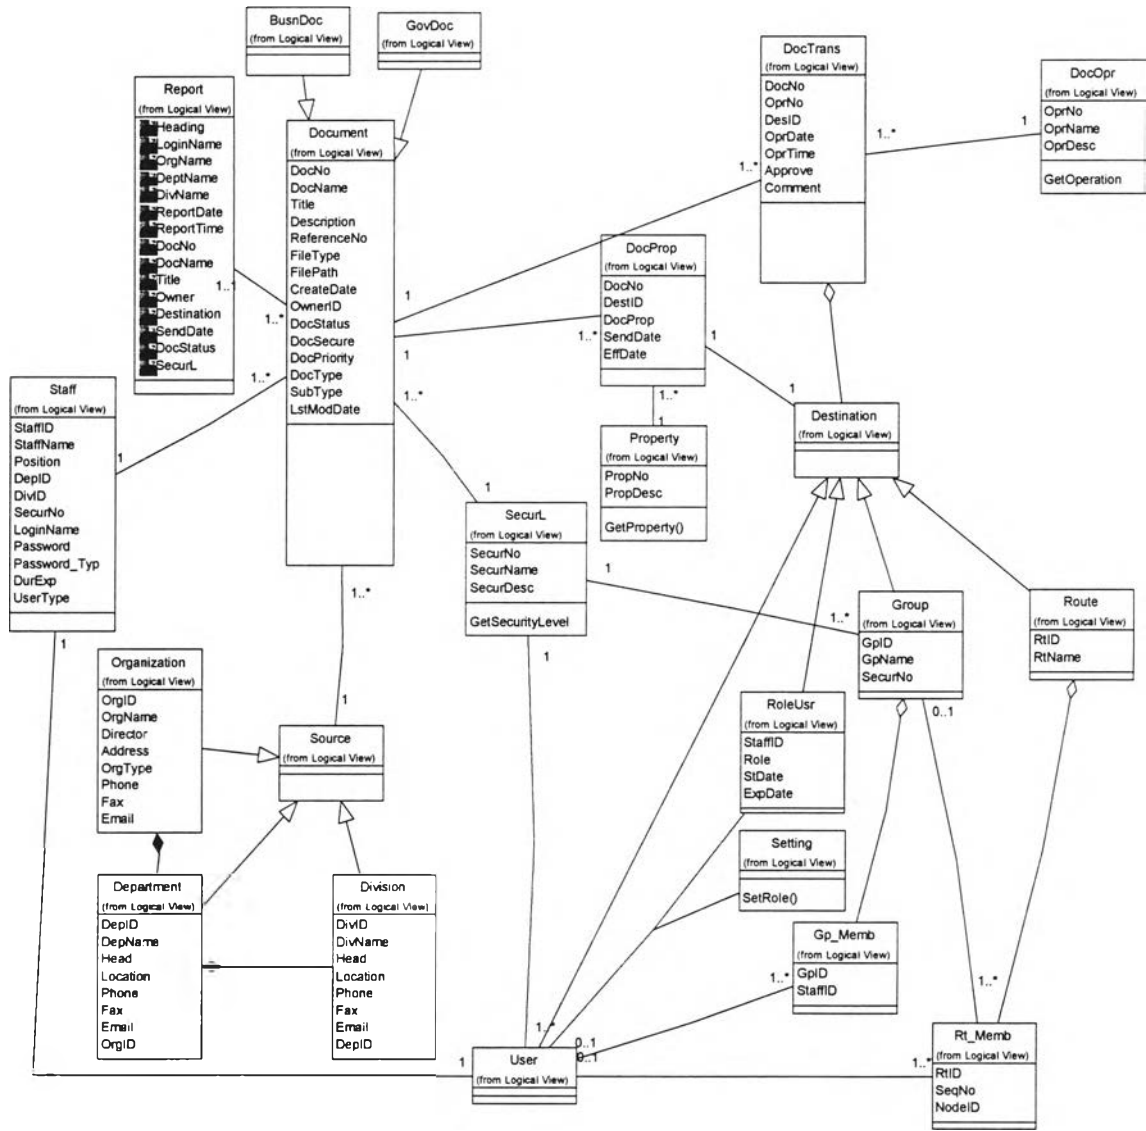 BusnDoc
(from Logical View)
GovDoc
(from Logical View)
Report
(from Logical View)
Heading
LoginName
OrgName
DeptName
DivName
ReportDate
ReportTime
DocNo
DocName
Title
Owner
Destination
SendDate
DocStatus
SecurL
1..1
1..*
Document
(from Logical View)
DocNo
DocName
Title
Description
ReferenceNo
FileType
FilePath
CreateDate
OwnerID
DocStatus
DocSecure
DocPriority
DocType
SubType
LstModDate
1
1
1..*
1..*
1..*
DocTrans
(from Logical View)
DocNo
OprNo
DesID
OprDate
OprTime
Approve
Comment
1..*
1..*
1
DocOpr
(from Logical View)
OprNo
OprName
OprDesc
GetOperation
DocProp
(from Logical View)
DocNo
DestID
DocProp
SendDate
EffDate
1..*
1
1
1..*
1
Property
(from Logical View)
PropNo
PropDesc
GetProperty()
Destination
(from Logical View)
Staff
(from Logical View)
StaffID
StaffName
Position
DepID
DivID
SecurNo
LoginName
Password
Password_Typ
DurExp
UserType
1
1
SecurL
(from Logical View)
SecurNo
SecurName
SecurDesc
GetSecurityLevel
1
1
1
1..*
Group
(from Logical View)
GpID
GpName
SecurNo
0..1
Route
(from Logical View)
RtID
RtName
Organization
(from Logical View)
OrgID
OrgName
Director
Address
OrgType
Phone
Fax
Email
1
Source
(from Logical View)
RoleUsr
(from Logical View)
StaffID
Role
StDate
ExpDate
Setting
(from Logical View)
SetRole()
Department
(from Logical View)
DepID
DepName
Head
Location
Phone
Fax
Email
OrgID
Division
(from Logical View)
DivID
DivName
Head
Location
Phone
Fax
Email
DepID
Gp_Memb
(from Logical View)
GpID
StaffID
1..*
1..*
1..*
0..1
0..1
1
User
(from Logical View)
1..*
Rt_Memb
(from Logical View)
RtID
SeqNo
NodeID